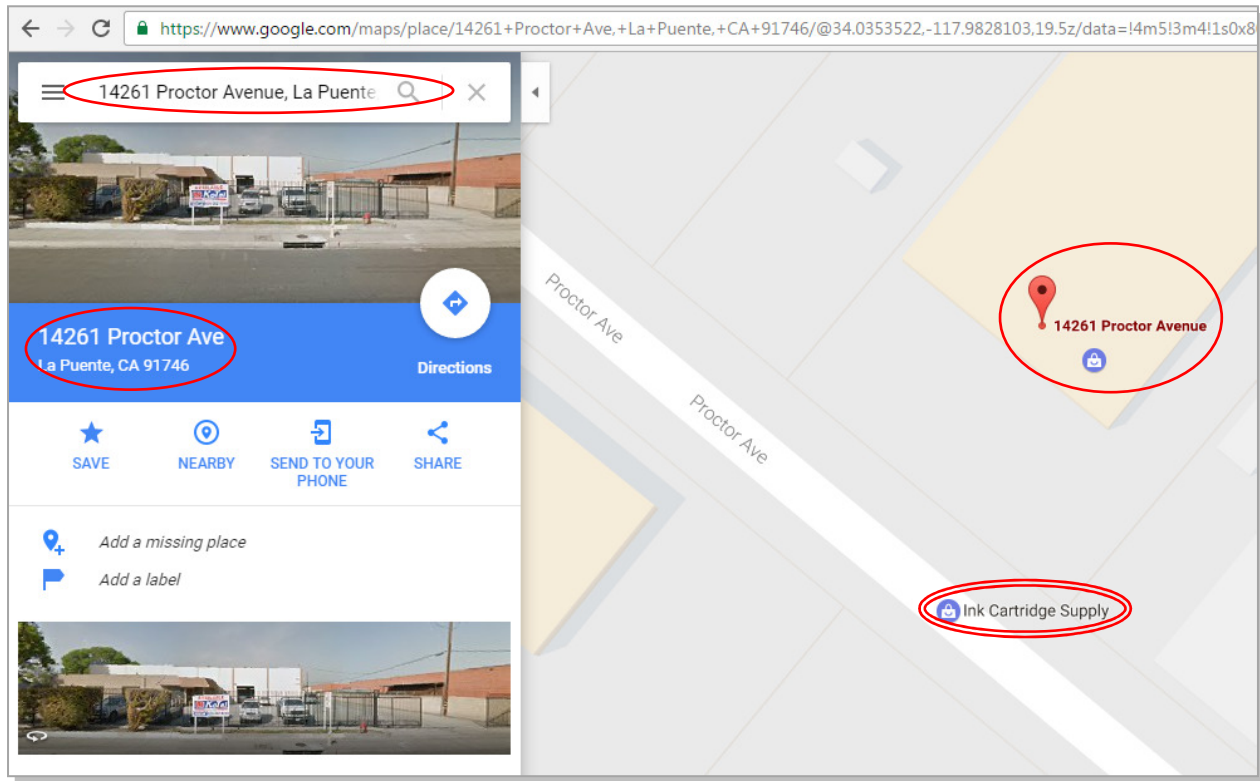 https://www.google.com/maps/place/14261+Proctor+Ave,+La+Puente,+CA+91746/@34.0353522,-117.9828103,19.5z/data=!4m5!3m4!1s0x8
14261 Proctor Avenue, La Puente
14261 Proctor Ave
La Puente, CA 91746
Directions
SAVE
NEARBY
SEND TO YOUR
PHONE
SHARE
Add a missing place
Add a label
Proctor Ave
Proctor Ave
14261 Proctor Avenue
Ink Cartridge Supply